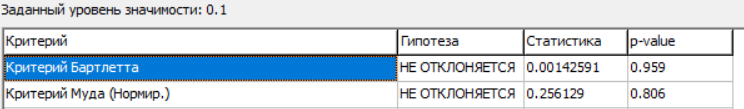 Заданный уровень значимости: 0.1
Критерий Гипотеза Статистика p-value
Критерий Бартлетта НЕ ОТКЛОНЯЕТСЯ 0.00142591 0.959
Критерий Муда (Нормир.) НЕ ОТКЛОНЯЕТСЯ 0.256129 0.806